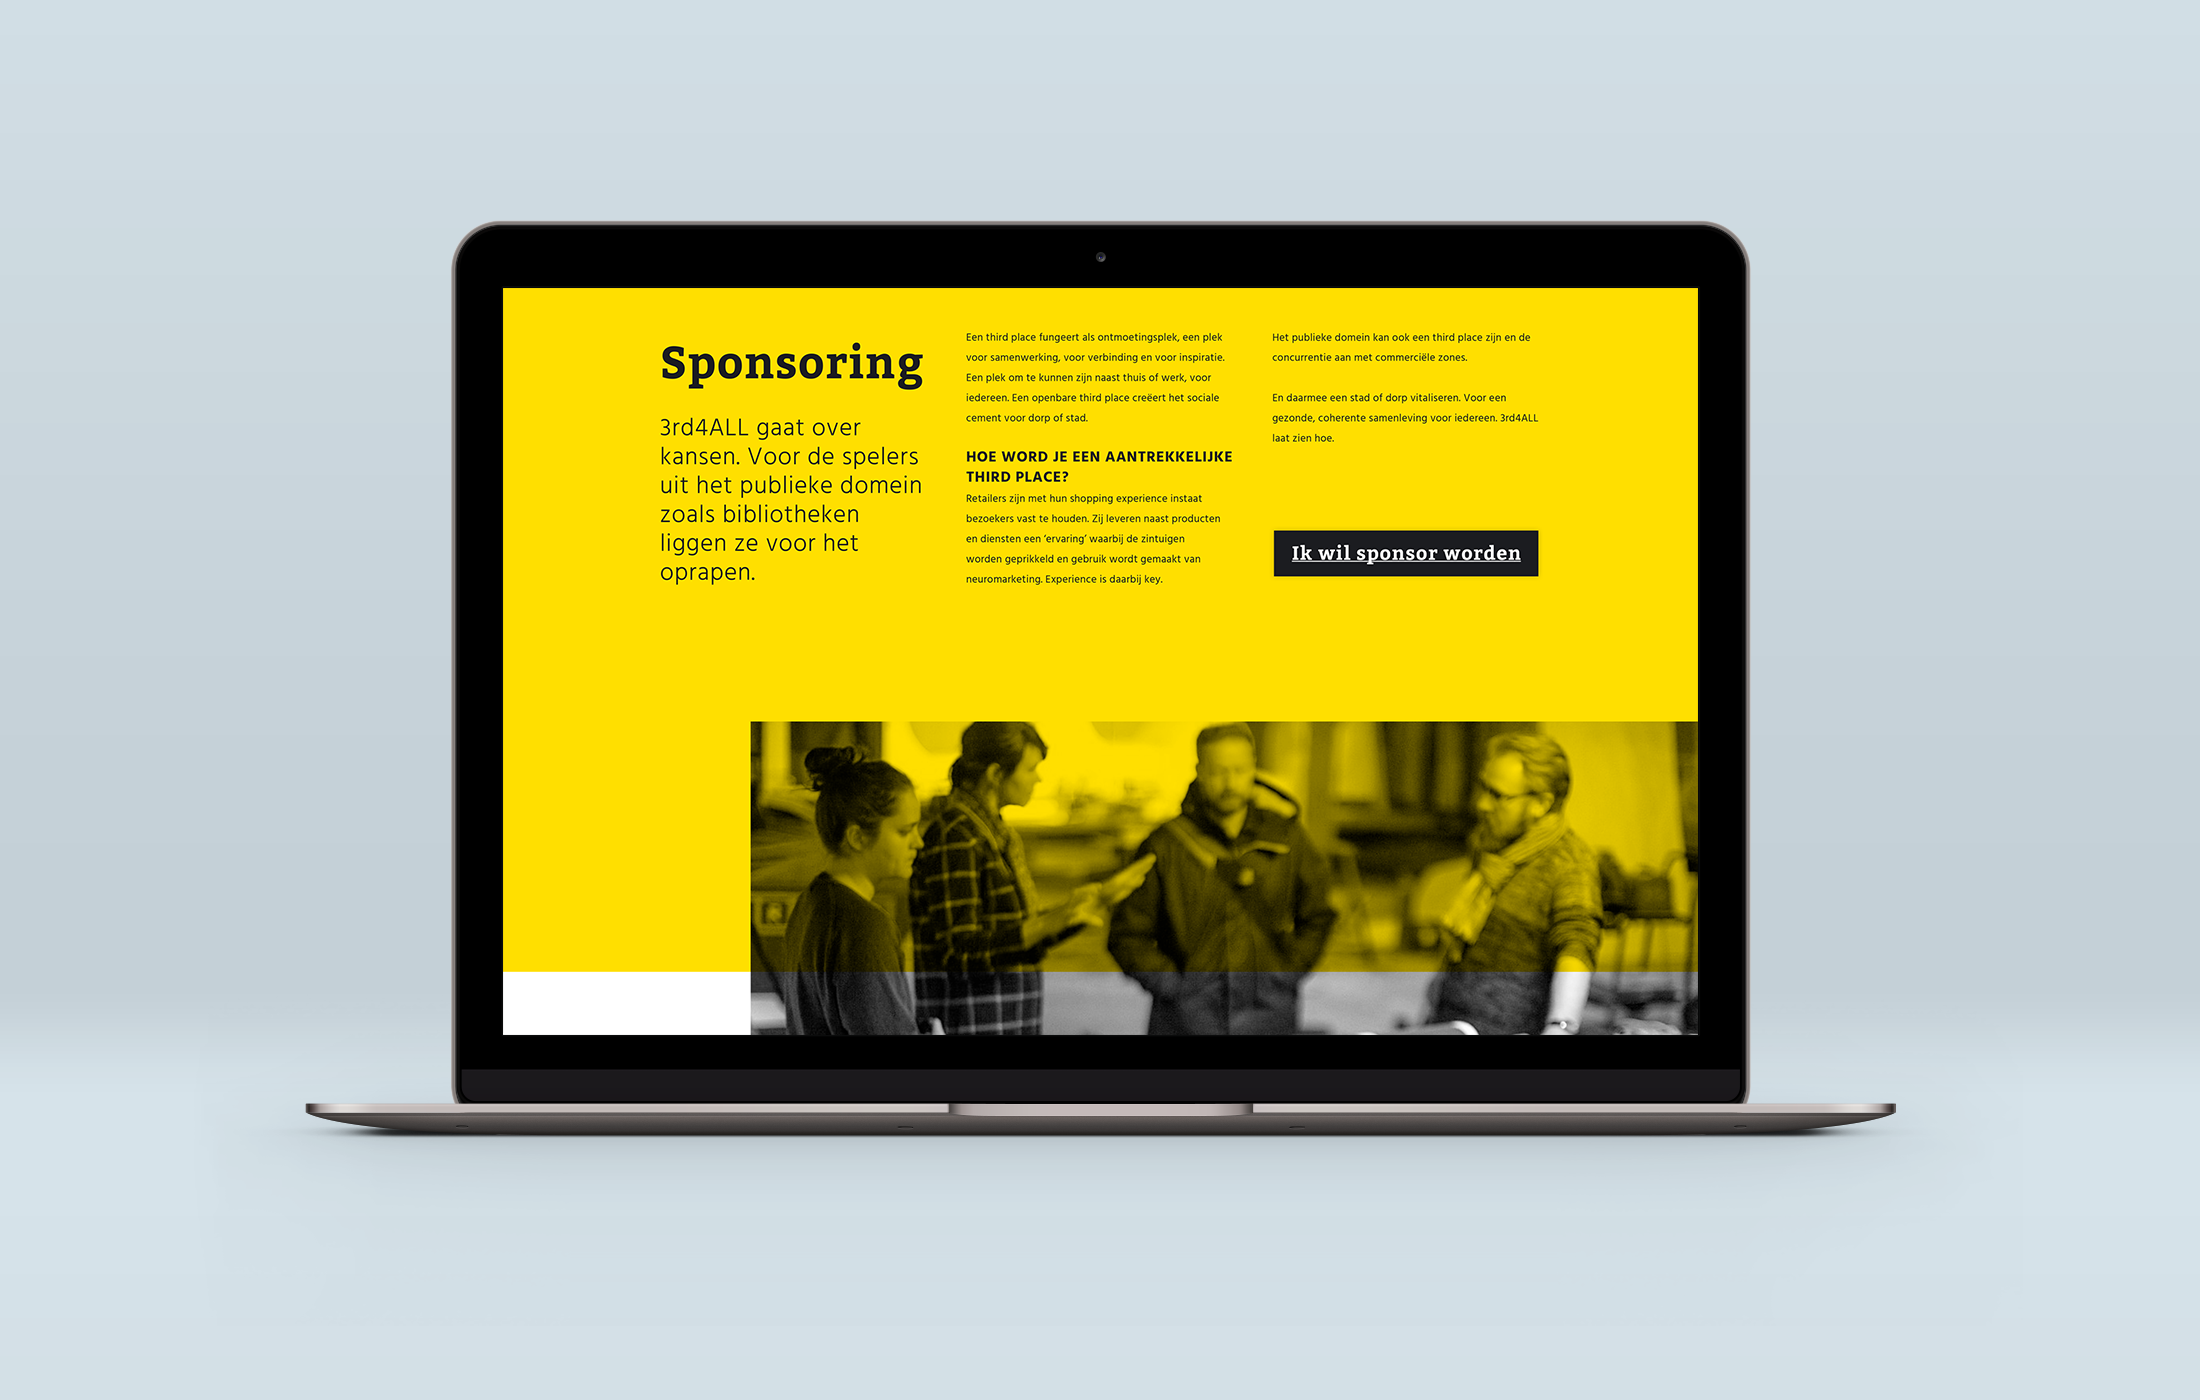 Sponsoring
3rd4ALL gaat over
kansen. Voor de spelers
uit het publieke domein
zoals bibliotheken
liggen ze voor het
oprapen.
Een third place fungeert als ontmoetingsplek, een plek
voor samenwerking, voor verbinding en voor inspiratie.
Een plek om te kunnen zijn naast thuis of werk, voor
iedereen. Een openbare third place creëert het sociale
cement voor dorp of stad.
HOE WORD JE EEN AANTREKKELIJKE
THIRD PLACE?
Retailers zijn met hun shopping experience instaat
bezoekers vast te houden. Zij leveren naast producten
en diensten een ‘ervaring’ waarbij de zintuigen
worden geprikkeld en gebruik wordt gemaakt van
neuromarketing. Experience is daarbij key.
Het publieke domein kan ook een third place zijn en de
concurrentie aan met commerciële zones.
En daarmee een stad of dorp vitaliseren. Voor een
gezonde, coherente samenleving voor iedereen. 3rd4ALL
laat zien hoe.
Ik wil sponsor worden